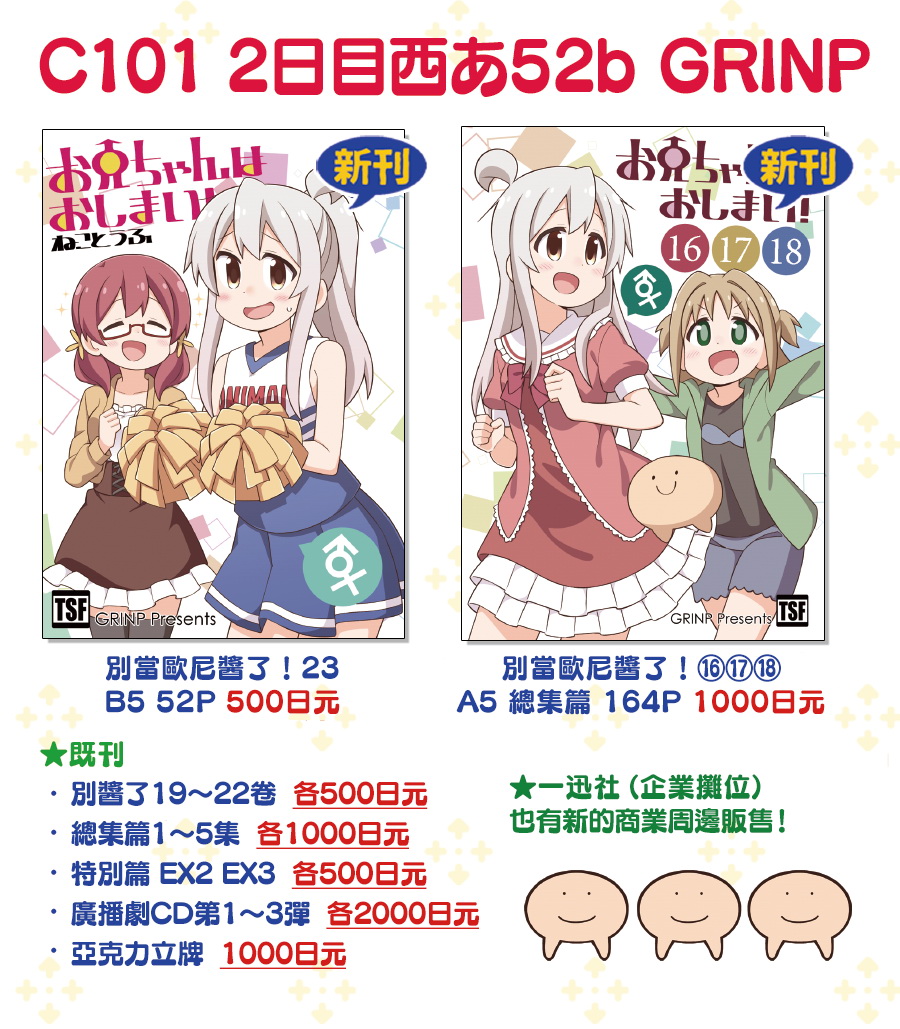 C101 2日目西あ52b GRINP
お兄ちゃんは
おしまい!
ねことうふ
新刊
ANIMAL
TSF
GRINP Presents
お兄ちゃ
新刊
おしまい!
16 17 18
GRINP Presents
TSF
別當歐尼醬了！23
B5 52P 500日元
別當歐尼醬了！⑯⑰⑱
A5 總集篇 164P 1000日元
★既刊
・別醬了19～22卷 各500日元
・總集篇1～5集 各1000日元
・特別篇 EX2 EX3 各500日元
・廣播劇CD第1～3彈 各2000日元
・亞克力立牌 1000日元
★一迅社（企業攤位）
也有新的商業周邊販售！